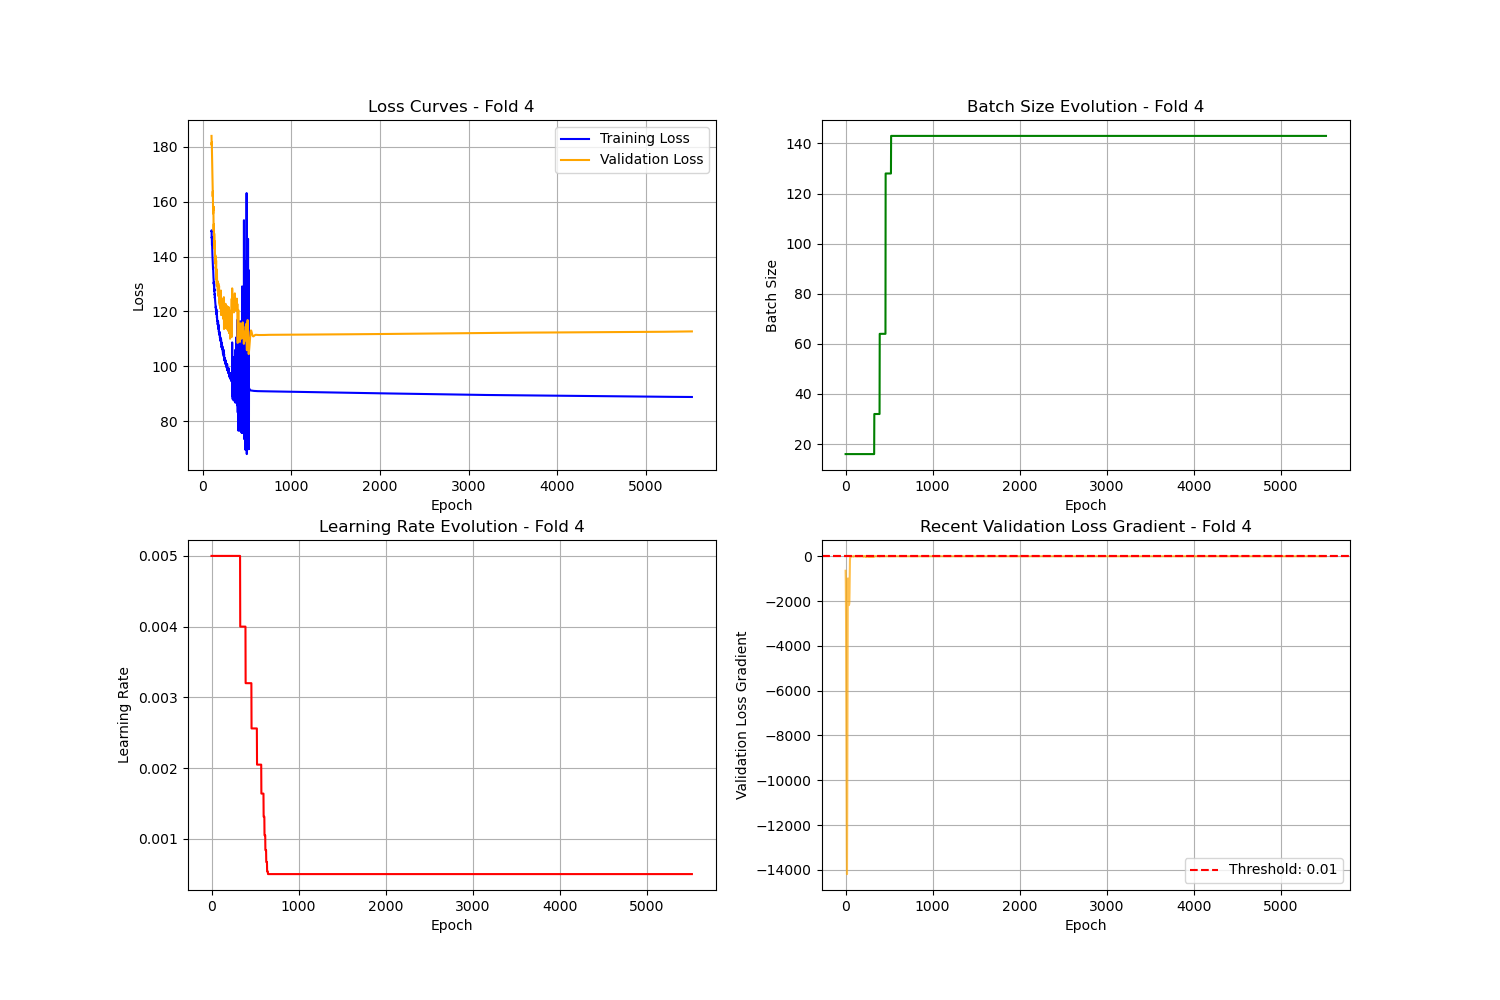 Loss Curves - Fold 4
Loss
180
160
140
120
100
80
Training Loss
Validation Loss
0 1000 2000 3000 4000 5000
Epoch
Batch Size Evolution - Fold 4
Batch Size
140
120
100
80
60
40
20
0 1000 2000 3000 4000 5000
Epoch
Learning Rate Evolution - Fold 4
Learning Rate
0.005
0.004
0.003
0.002
0.001
0 1000 2000 3000 4000 5000
Epoch
Recent Validation Loss Gradient - Fold 4
Validation Loss Gradient
0
−2000
−4000
−6000
−8000
−10000
−12000
−14000
Threshold: 0.01
0 1000 2000 3000 4000 5000
Epoch